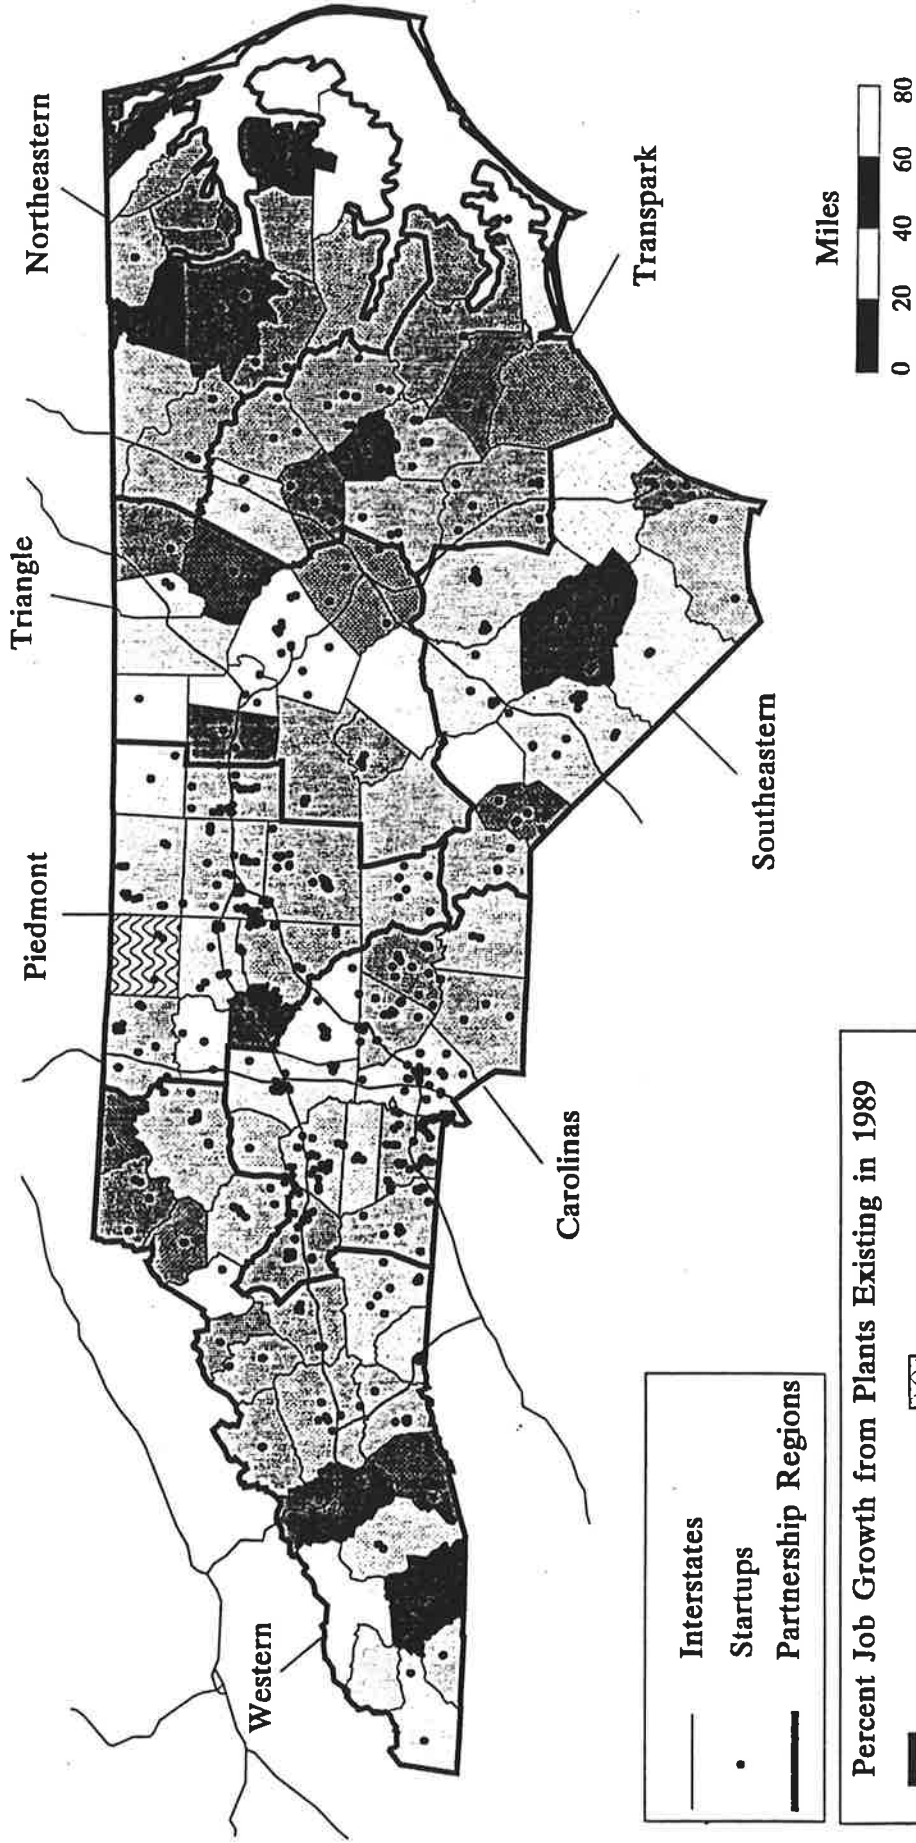 Northeastern
Triangle
Piedmont
Western
Transpark
Southeastern
Carolinas
Miles
0 20 40 60 80
Interstates
Startups
Partnership Regions
Percent Job Growth from Plants Existing in 1989